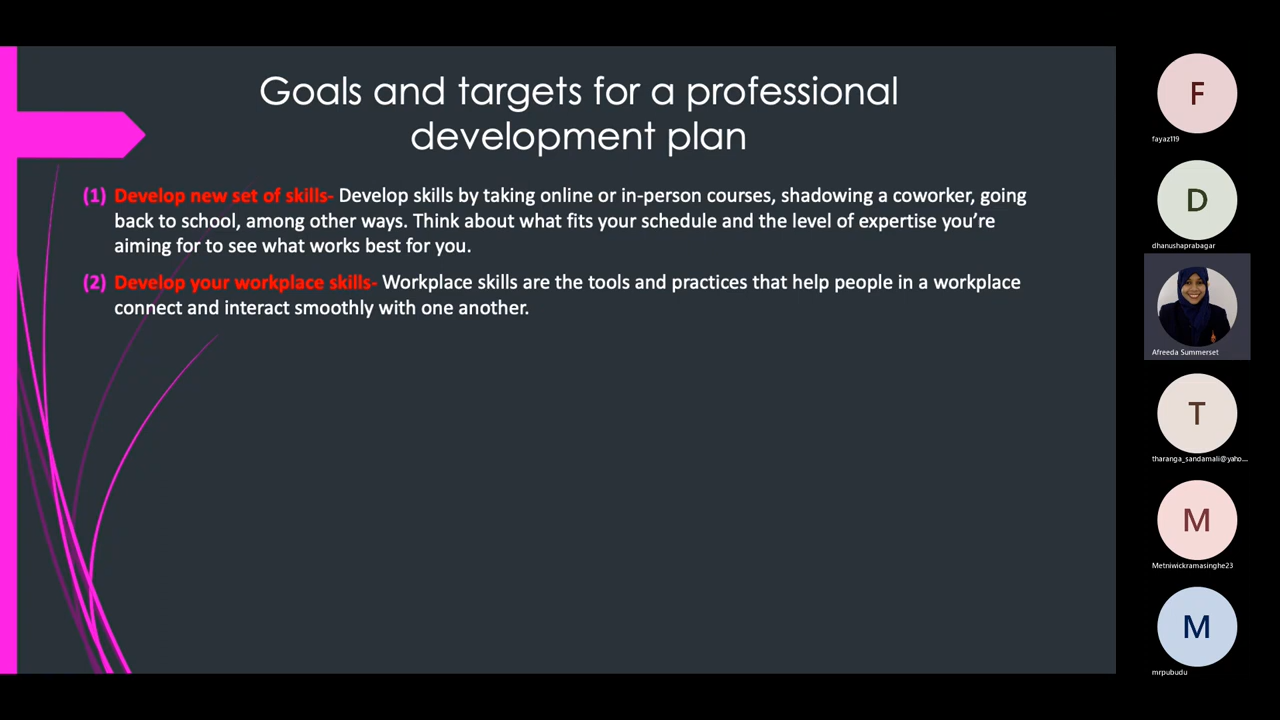 Goals and targets for a professional
development plan
(1) Develop new set of skills- Develop skills by taking online or in-person courses, shadowing a coworker, going
back to school, among other ways. Think about what fits your schedule and the level of expertise you’re
aiming for to see what works best for you.
(2) Develop your workplace skills- Workplace skills are the tools and practices that help people in a workplace
connect and interact smoothly with one another.
F
fayaz119
D
dhanushaprabagar
Afreeda Summerset
T
tharanga_sandamali@yaho...
M
Metniwickramasinghe23
M
mrpubudu